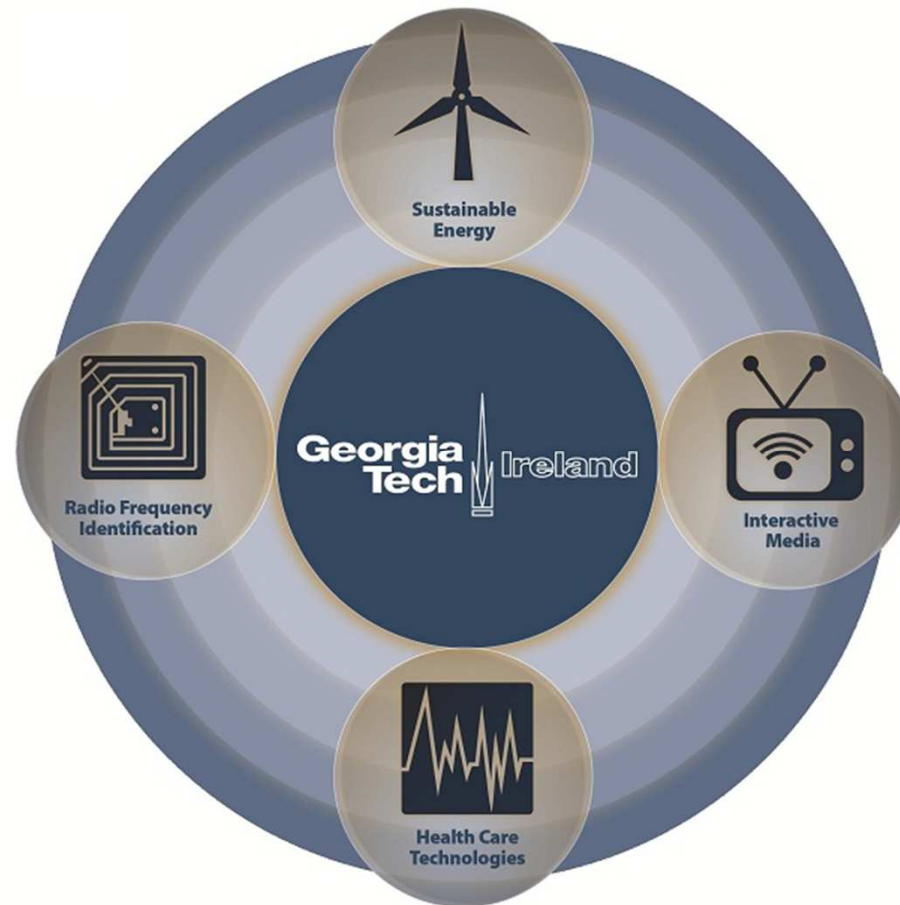 Sustainable
Energy
Radio Frequency
Identification
Georgia
Tech
Ireland
Interactive
Media
Health Care
Technologies